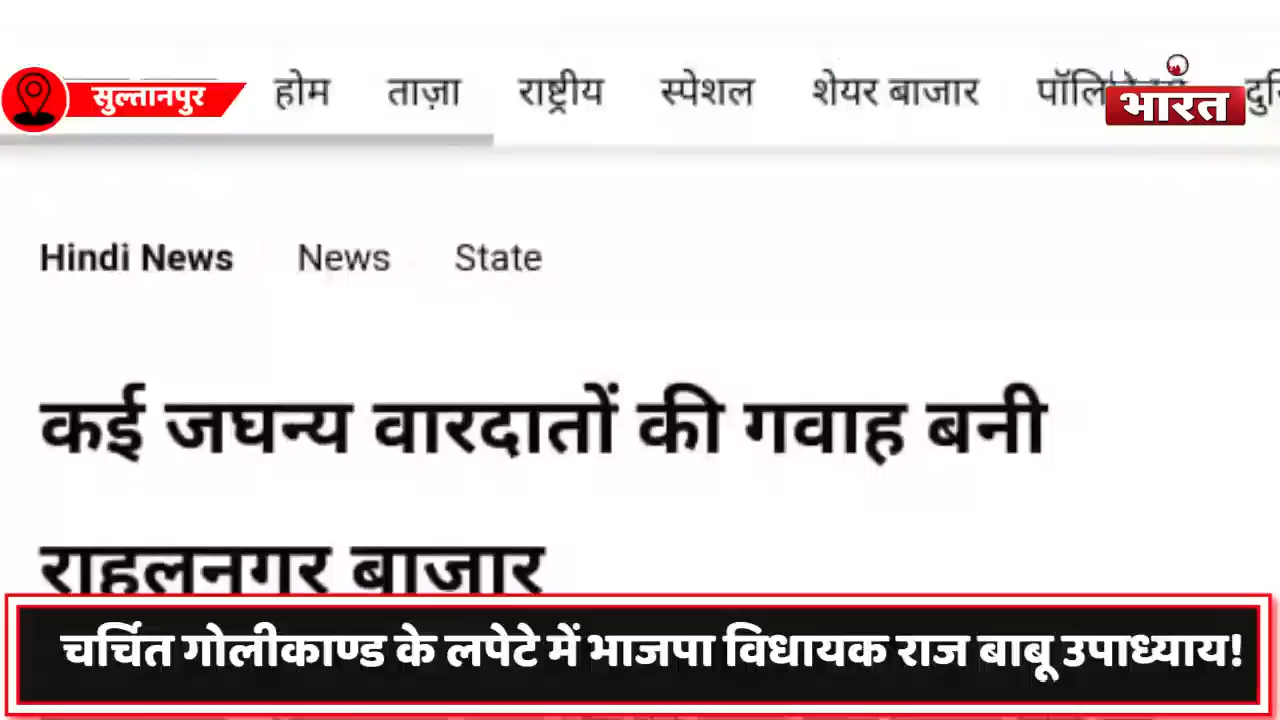 सुल्तानपुर
होम ताज़ा राष्ट्रीय स्पेशल शेयर बाजार
भारत
Hindi News News State
कई जघन्य वारदातों की गवाह बनी
राहुलनगर बाजार
चर्चित गोलीकाण्ड के लपेटे में भाजपा विधायक राज बाबू उपाध्याय!